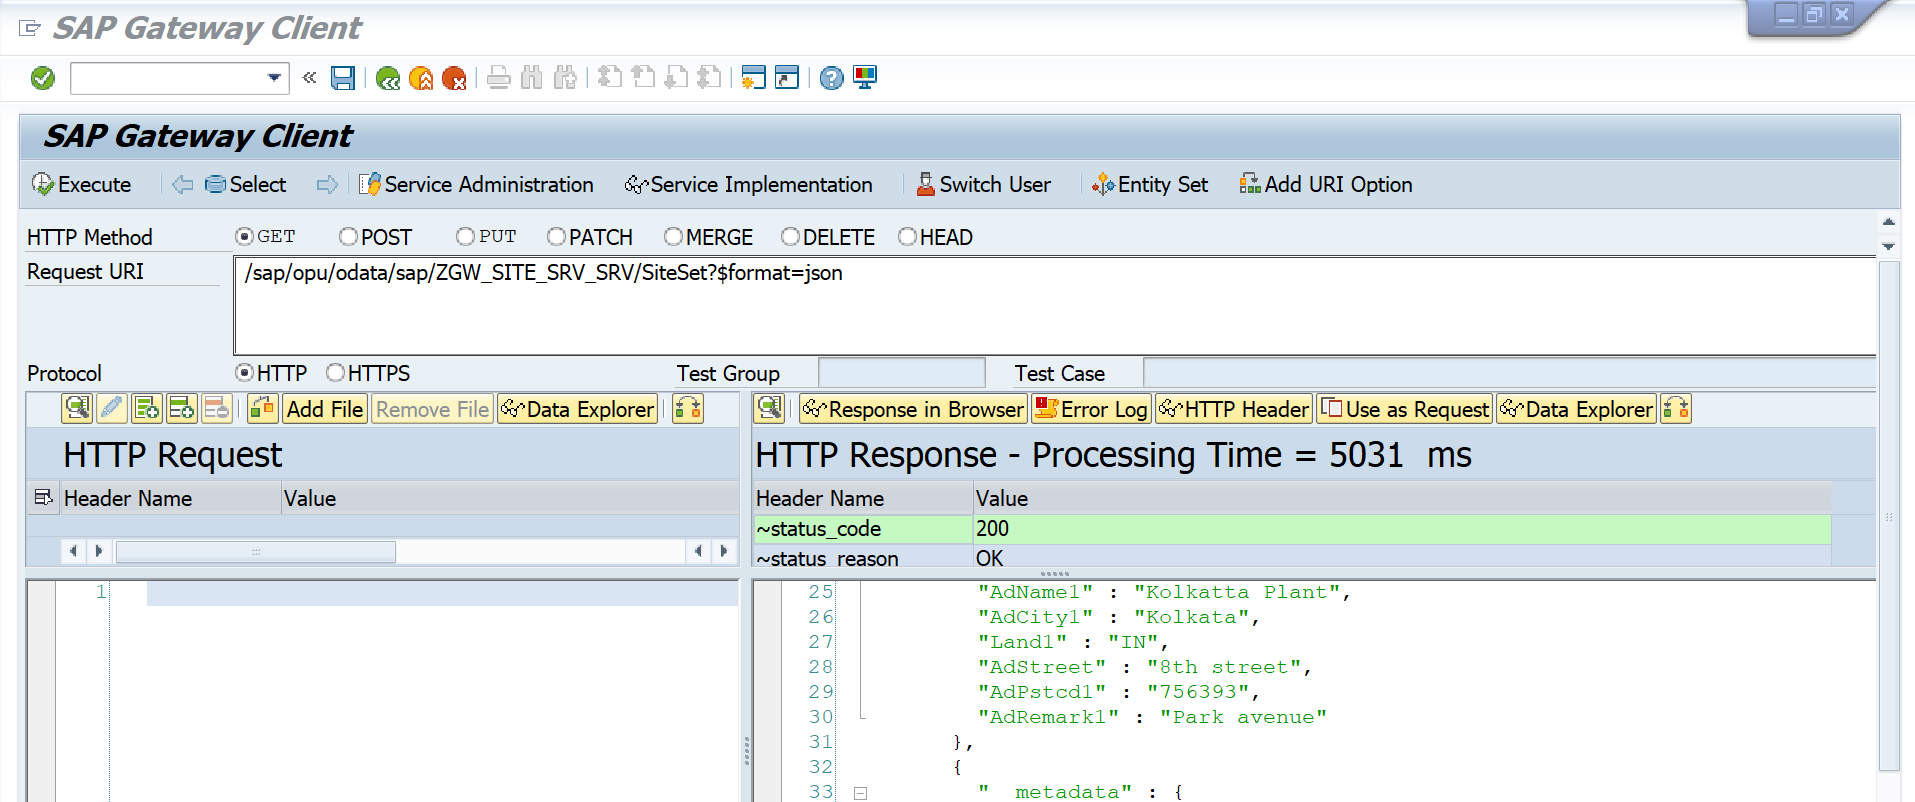 SAP Gateway Client
«
SAP Gateway Client
Execute Select Service Administration Service Implementation Switch User Entity Set Add URI Option
HTTP Method GET POST PUT PATCH MERGE DELETE HEAD
Request URI /sap/opu/odata/sap/ZGW_SITE_SRV_SRV/SiteSet?$format=json
Protocol HTTP HTTPS Test Group Test Case
Add File Remove File Data Explorer Response in Browser Error Log HTTP Header Use as Request Data Explorer
HTTP Request HTTP Response - Processing Time = 5031 ms
Header Name Value Header Name Value
~status_code 200
~status_reason OK
1 25 "AdName1" : "Kolkatta Plant",
26 "AdCity1" : "Kolkata",
27 "Land1" : "IN",
28 "AdStreet" : "8th street",
29 "AdPstcd1" : "756393",
30 "AdRemark1" : "Park avenue"
31 },
32 {
33 "__metadata" : {